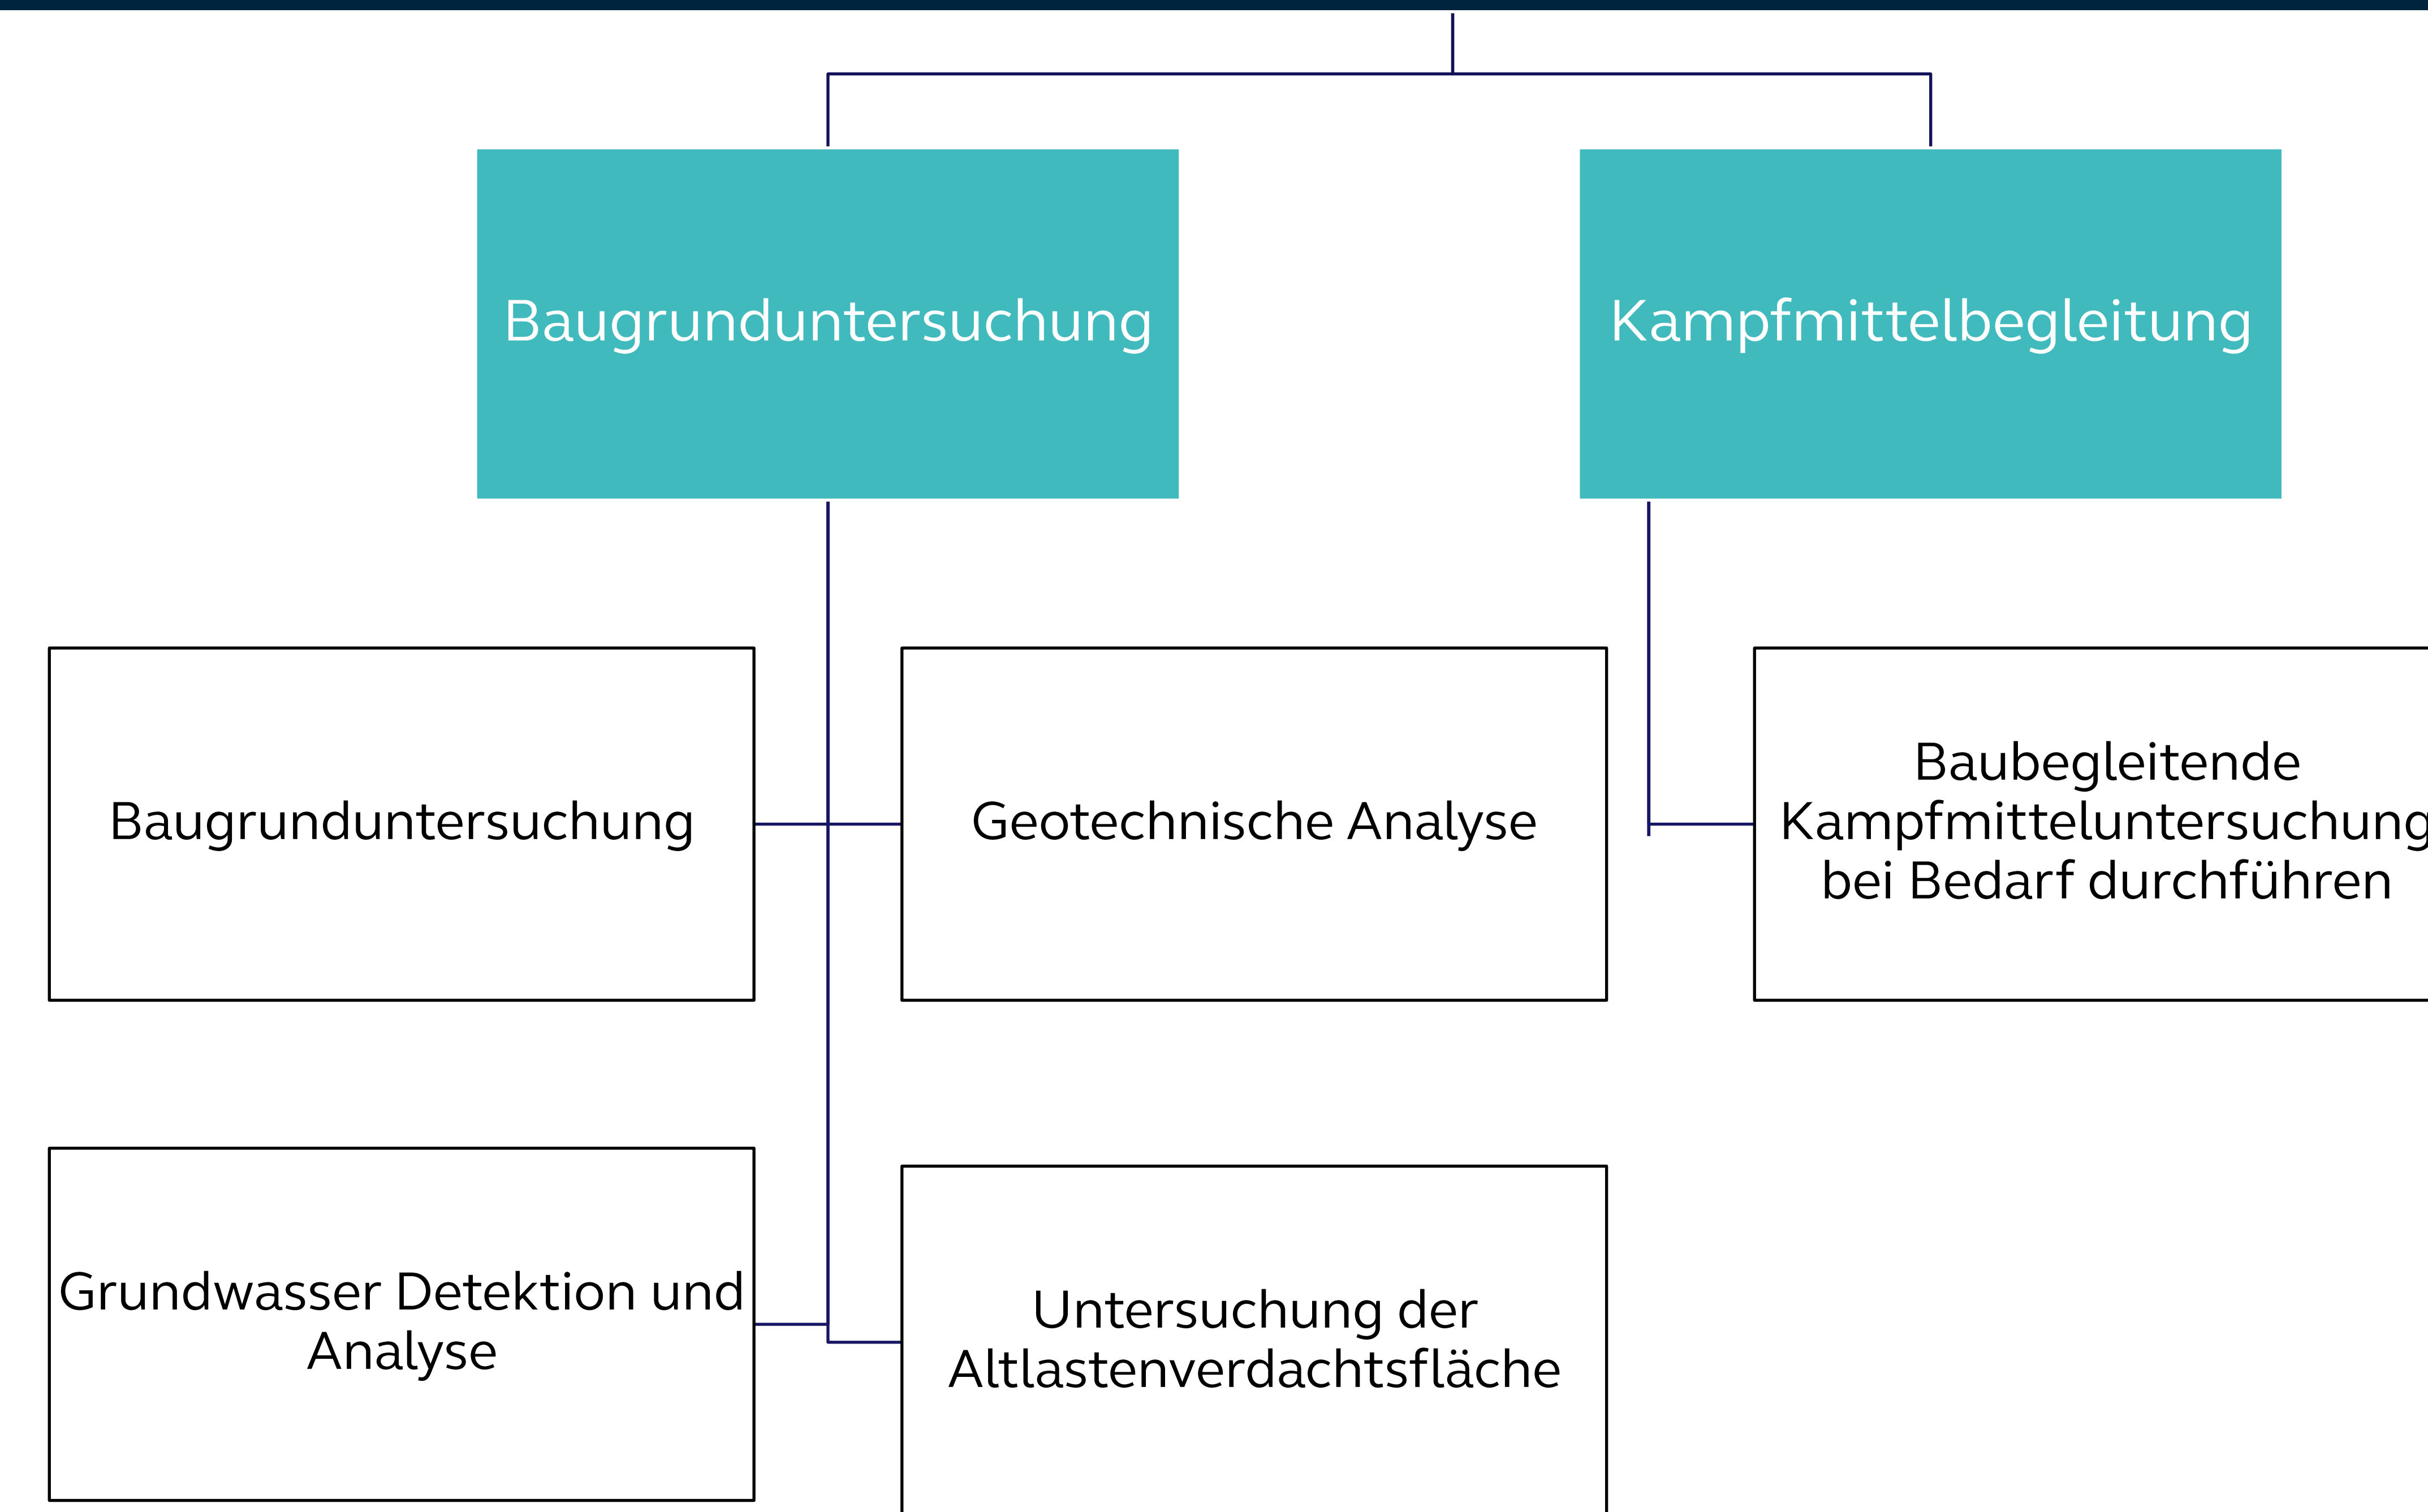 Baugrunduntersuchung
Kampfmittelbegleitung
Baugrunduntersuchung
Geotechnische Analyse
Baubegleitende
Kampfmitteluntersuchung
bei Bedarf durchführen
Grundwasser Detektion und
Analyse
Untersuchung der
Altlastenverdachtsfläche